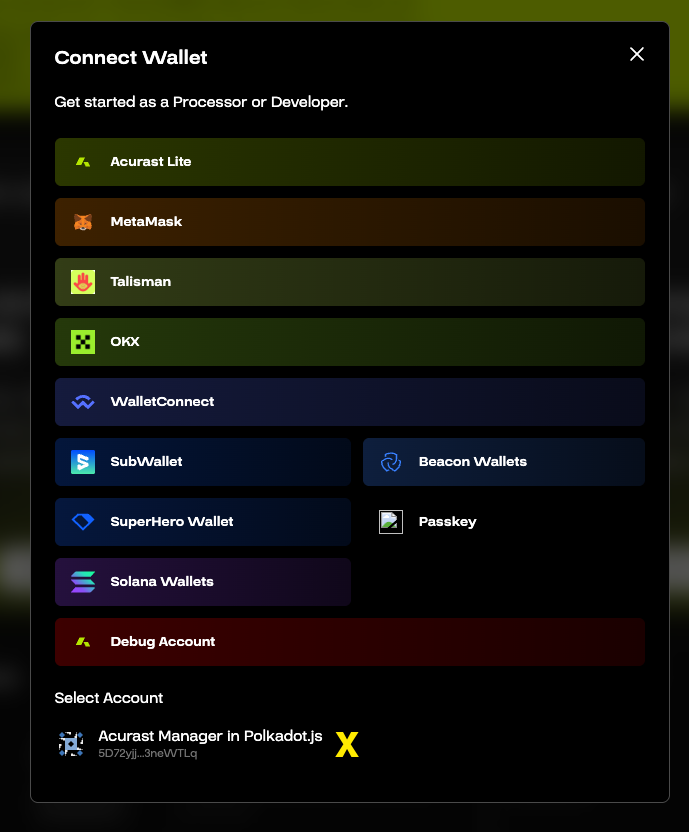 Connect Wallet
Get started as a Processor or Developer.
Acurast Lite
MetaMask
Talisman
OKX
WalletConnect
SubWallet
Beacon Wallets
SuperHero Wallet
Passkey
Solana Wallets
Debug Account
Select Account
Acurast Manager in Polkadot.js
5D72yjj...3neWTLq
X